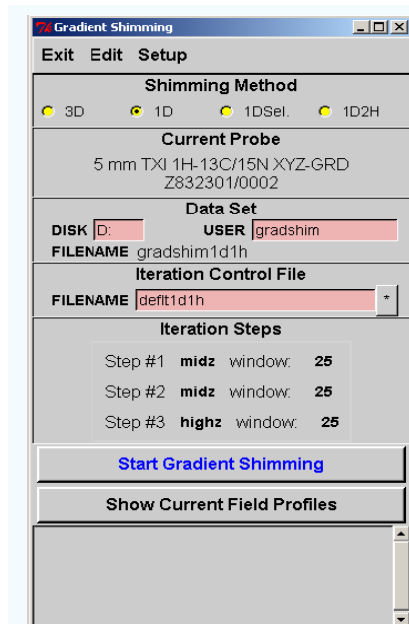 Gradient Shimming
Exit Edit Setup
Shimming Method
3D 1D 1DSel. 1D2H
Current Probe
5 mm TXI 1H-13C/15N XYZ-GRD
Z832301/0002
Data Set
DISK D: USER gradshim
FILENAME gradshim1d1h
Iteration Control File
FILENAME deflt1d1h *
Iteration Steps
Step #1 midz window: 25
Step #2 midz window: 25
Step #3 highz window: 25
Start Gradient Shimming
Show Current Field Profiles